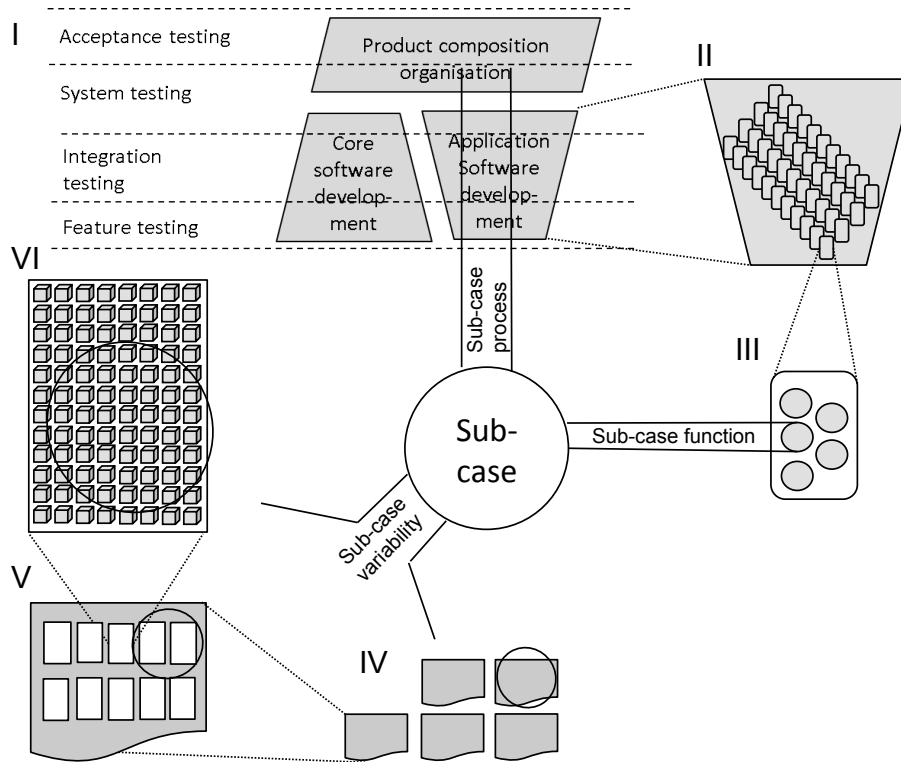 I
Acceptance testing
System testing
Integration
testing
Feature testing
Product composition
organisation
Core
software
develop-
ment
Application
Software
develop-
ment
II
III
Sub-case
process
Sub-
case
Sub-case function
Sub-case
variability
VI
V
IV